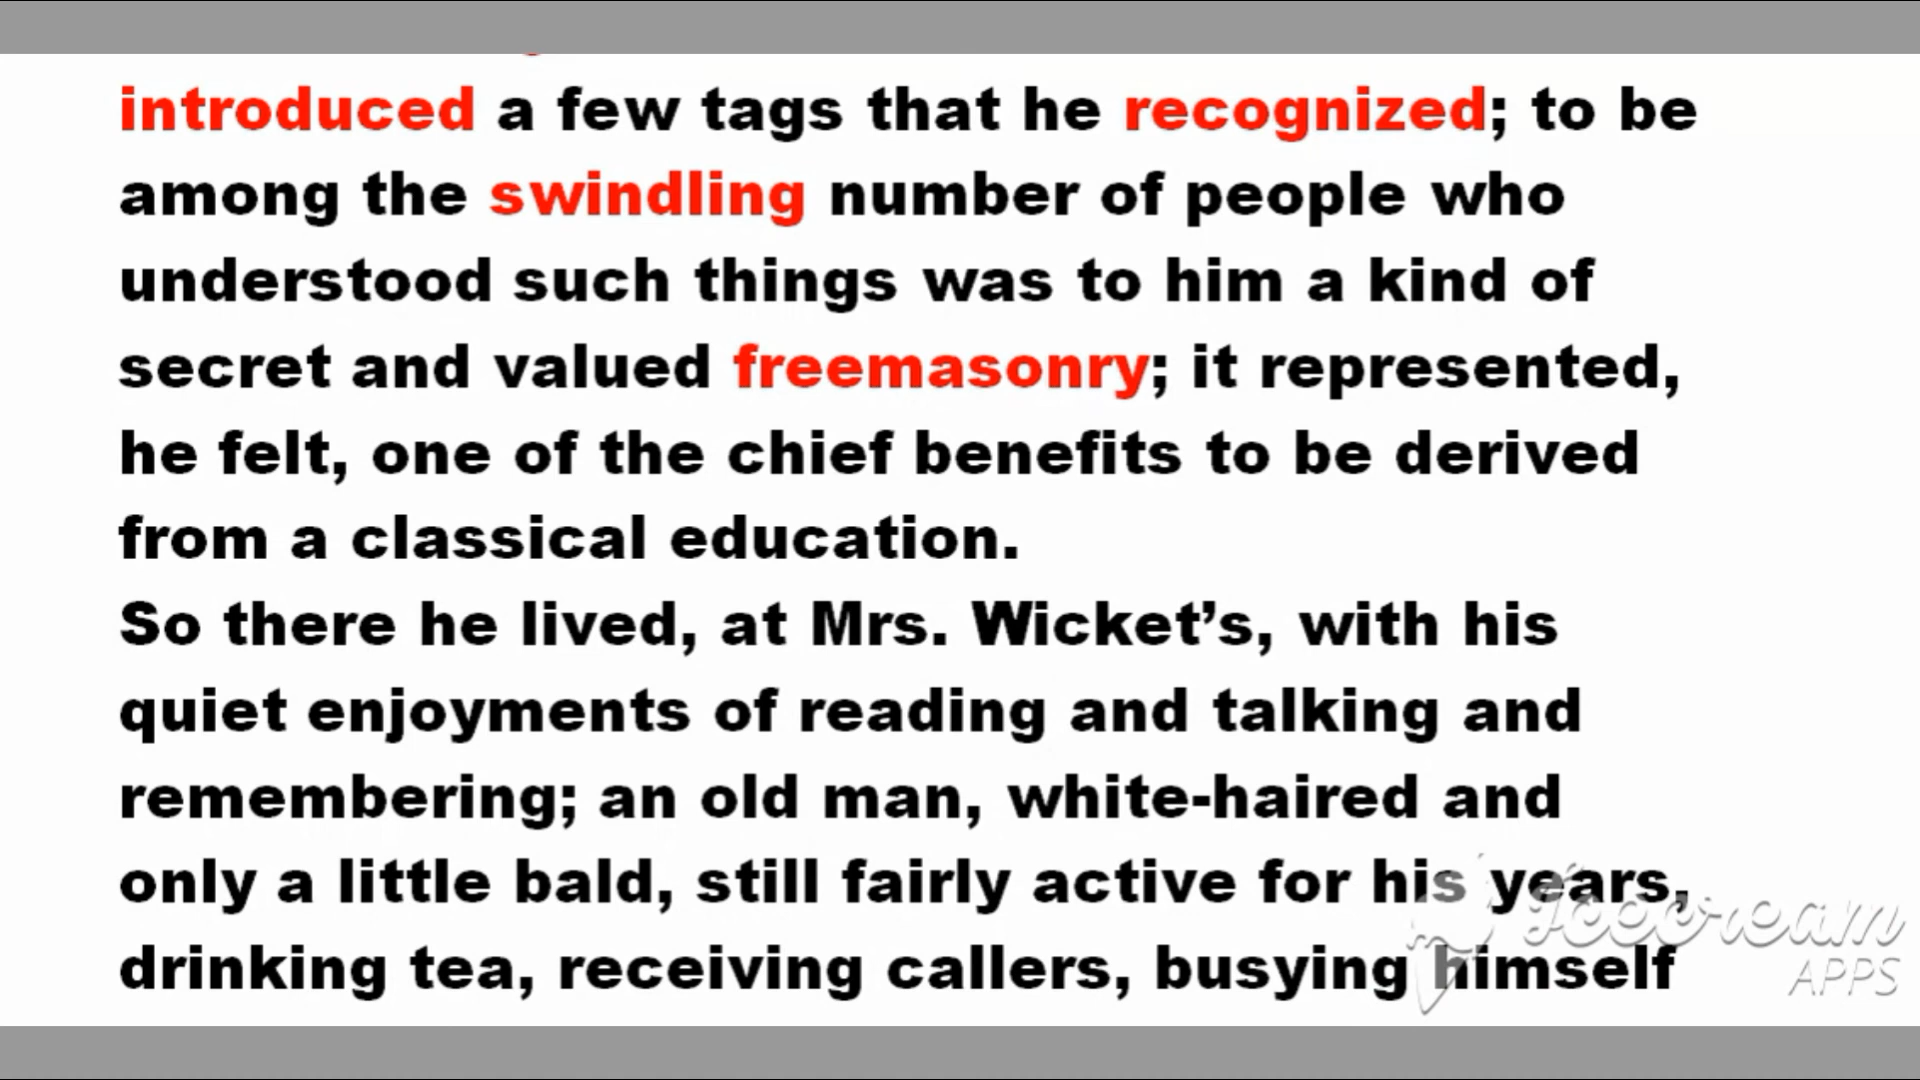 introduced a few tags that he recognized; to be
among the swindling number of people who
understood such things was to him a kind of
secret and valued freemasonry; it represented,
he felt, one of the chief benefits to be derived
from a classical education.
So there he lived, at Mrs. Wicket’s, with his
quiet enjoyments of reading and talking and
remembering; an old man, white-haired and
only a little bald, still fairly active for his years,
drinking tea, receiving callers, busying himself
Icecream
APPS